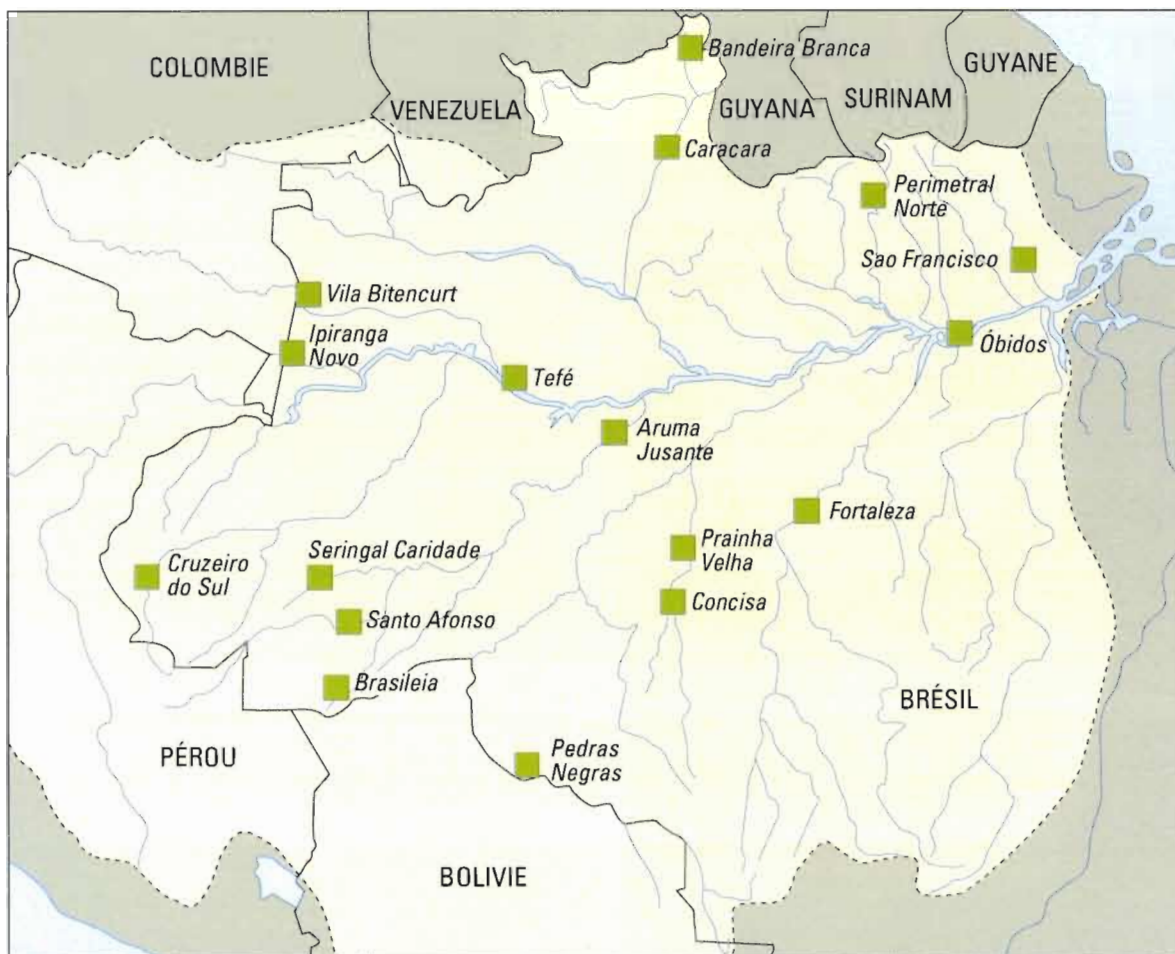 COLOMBIE
VENEZUELA
Bandeira Branca
GUYANA
SURINAM
GUYANE
Caracara
Perimetral
Norte
Sao Francisco
Vila Bitencurt
Ipiranga
Novo
Tefé
Óbidos
Aruma
Jusante
Fortaleza
Prainha
Velha
Cruzeiro
do Sul
Seringal Caridade
Concisa
Santo Afonso
Brasileia
BRÉSIL
PÉROU
Pedras
Negras
BOLIVIE